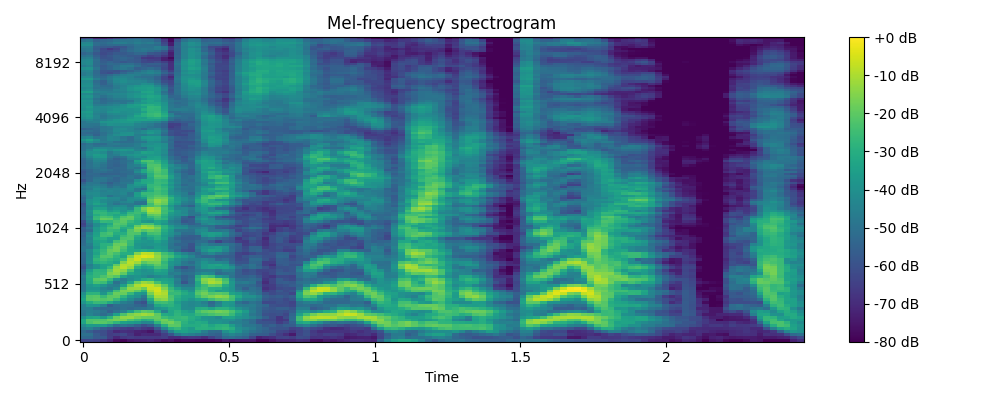 Mel-frequency spectrogram
8192
4096
2048
1024
512
0
Hz
0
0.5
1
1.5
2
Time
+0 dB
-10 dB
-20 dB
-30 dB
-40 dB
-50 dB
-60 dB
-70 dB
-80 dB